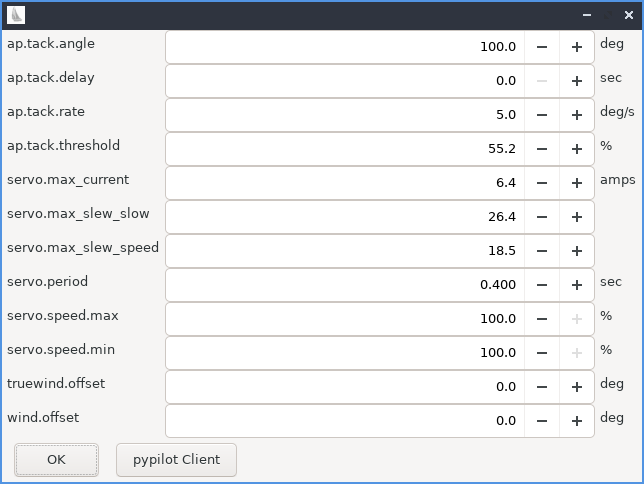 ap.tack.angle 100.0 − + deg
ap.tack.delay 0.0 − + sec
ap.tack.rate 5.0 − + deg/s
ap.tack.threshold 55.2 − + %
servo.max_current 6.4 − + amps
servo.max_slew_slow 26.4 − +
servo.max_slew_speed 18.5 − +
servo.period 0.400 − + sec
servo.speed.max 100.0 − + %
servo.speed.min 100.0 − + %
truewind.offset 0.0 − + deg
wind.offset 0.0 − + deg
OK pypilot Client